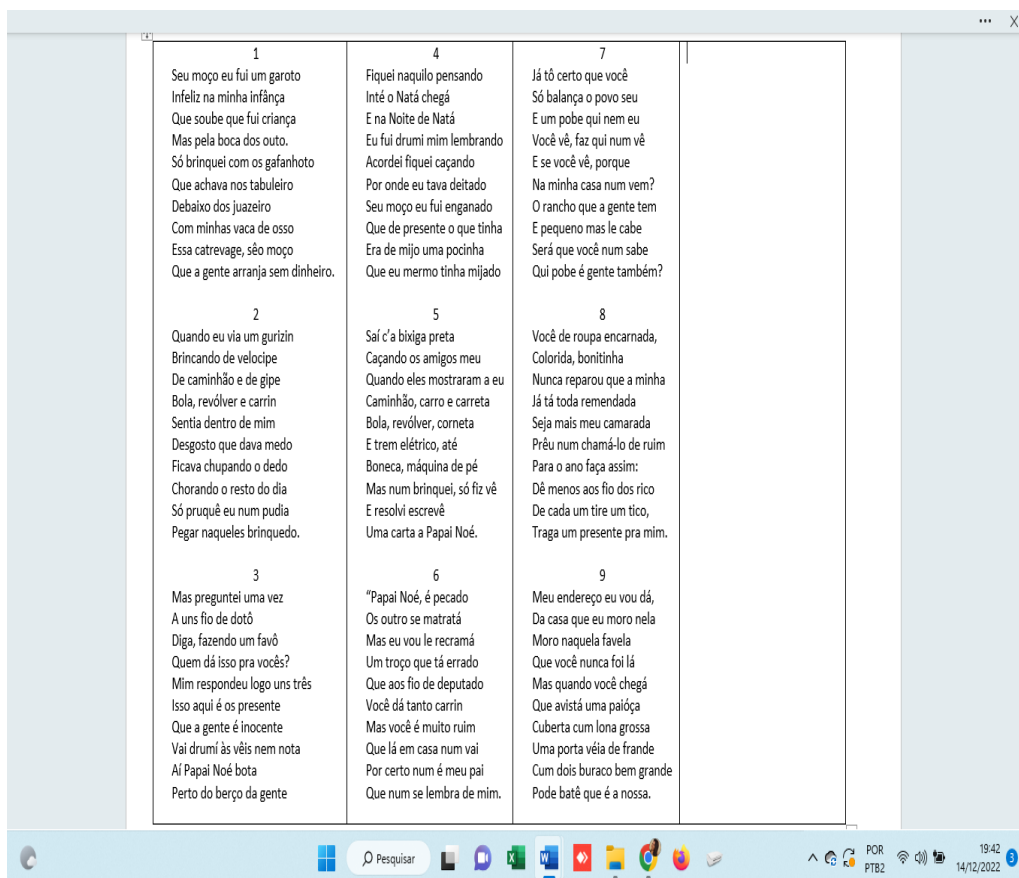 1
Seu moço eu fui um garoto
Infeliz na minha infânça
Que soube que fui criança
Mas pela boca dos outo.
Só brinquei com os gafanhoto
Que achava nos tabuleiro
Debaixo dos juazeiro
Com minhas vaca de osso
Essa catrevage, sêo moço
Que a gente arranja sem dinheiro.
2
Quando eu via um gurizin
Brincando de velocipe
De caminhão e de gipe
Bola, revólver e carrin
Sentia dentro de mim
Desgosto que dava medo
Ficava chupando o dedo
Chorando o resto do dia
Só pruquê eu num pudia
Pegar naqueles brinquedo.
3
Mas preguntei uma vez
A uns fio de dotô
Diga, fazendo um favô
Quem dá isso pra vocês?
Mim respondeu logo uns três
Isso aqui é os presente
Que a gente é inocente
Vai drumí às vêis nem nota
Aí Papai Noé bota
Perto do berço da gente
4
Fiquei naquilo pensando
Inté o Natá chegá
E na Noite de Natá
Eu fui drumi mim lembrando
Acordei fiquei caçando
Por onde eu tava deitado
Seu moço eu fui enganado
Que de presente o que tinha
Era de mijo uma pocinha
Que eu mermo tinha mijado
5
Saí c'a bixiga preta
Caçando os amigos meu
Quando eles mostraram a eu
Caminhão, carro e carreta
Bola, revólver, corneta
E trem elétrico, até
Boneca, máquina de pé
Mas num brinquei, só fiz vê
E resolvi escrevê
Uma carta a Papai Noé.
6
“Papai Noé, é pecado
Os outro se matratá
Mas eu vou le recramá
Um troço que tá errado
Que aos fio de deputado
Você dá tanto carrin
Mas você é muito ruim
Que lá em casa num vai
Por certo num é meu pai
Que num se lembra de mim.
7
Já tô certo que você
Só balança o povo seu
E um pobe qui nem eu
Você vê, faz qui num vê
E se você vê, porque
Na minha casa num vem?
O rancho que a gente tem
E pequeno mas le cabe
Será que você num sabe
Qui pobe é gente também?
8
Você de roupa encarnada,
Colorida, bonitinha
Nunca reparou que a minha
Já tá toda remendada
Seja mais meu camarada
Prêu num chamá-lo de ruim
Para o ano faça assim:
Dê menos aos fio dos rico
De cada um tire um tico,
Traga um presente pra mim.
9
Meu endereço eu vou dá,
Da casa que eu moro nela
Moro naquela favela
Que você nunca foi lá
Mas quando você chegá
Que avistá uma paióça
Cuberta cum lona grossa
Uma porta véia de frande
Cum dois buraco bem grande
Pode batê que é a nossa.
Pesquisar
POR
PTB2
19:42
14/12/2022
3